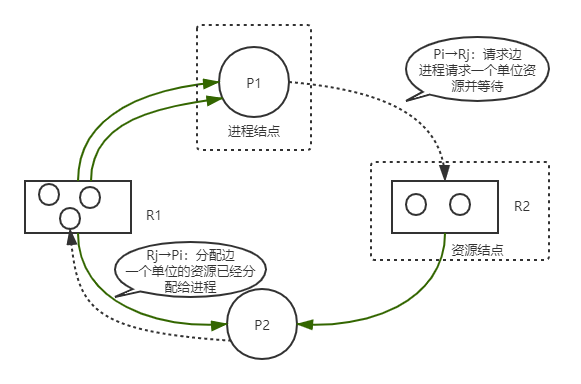 Pi→Rj：请求边
进程请求一个单位资
源并等待
P1
进程结点
R1
R2
资源结点
Rj→Pi：分配边
一个单位的资源已经分
配给进程
P2